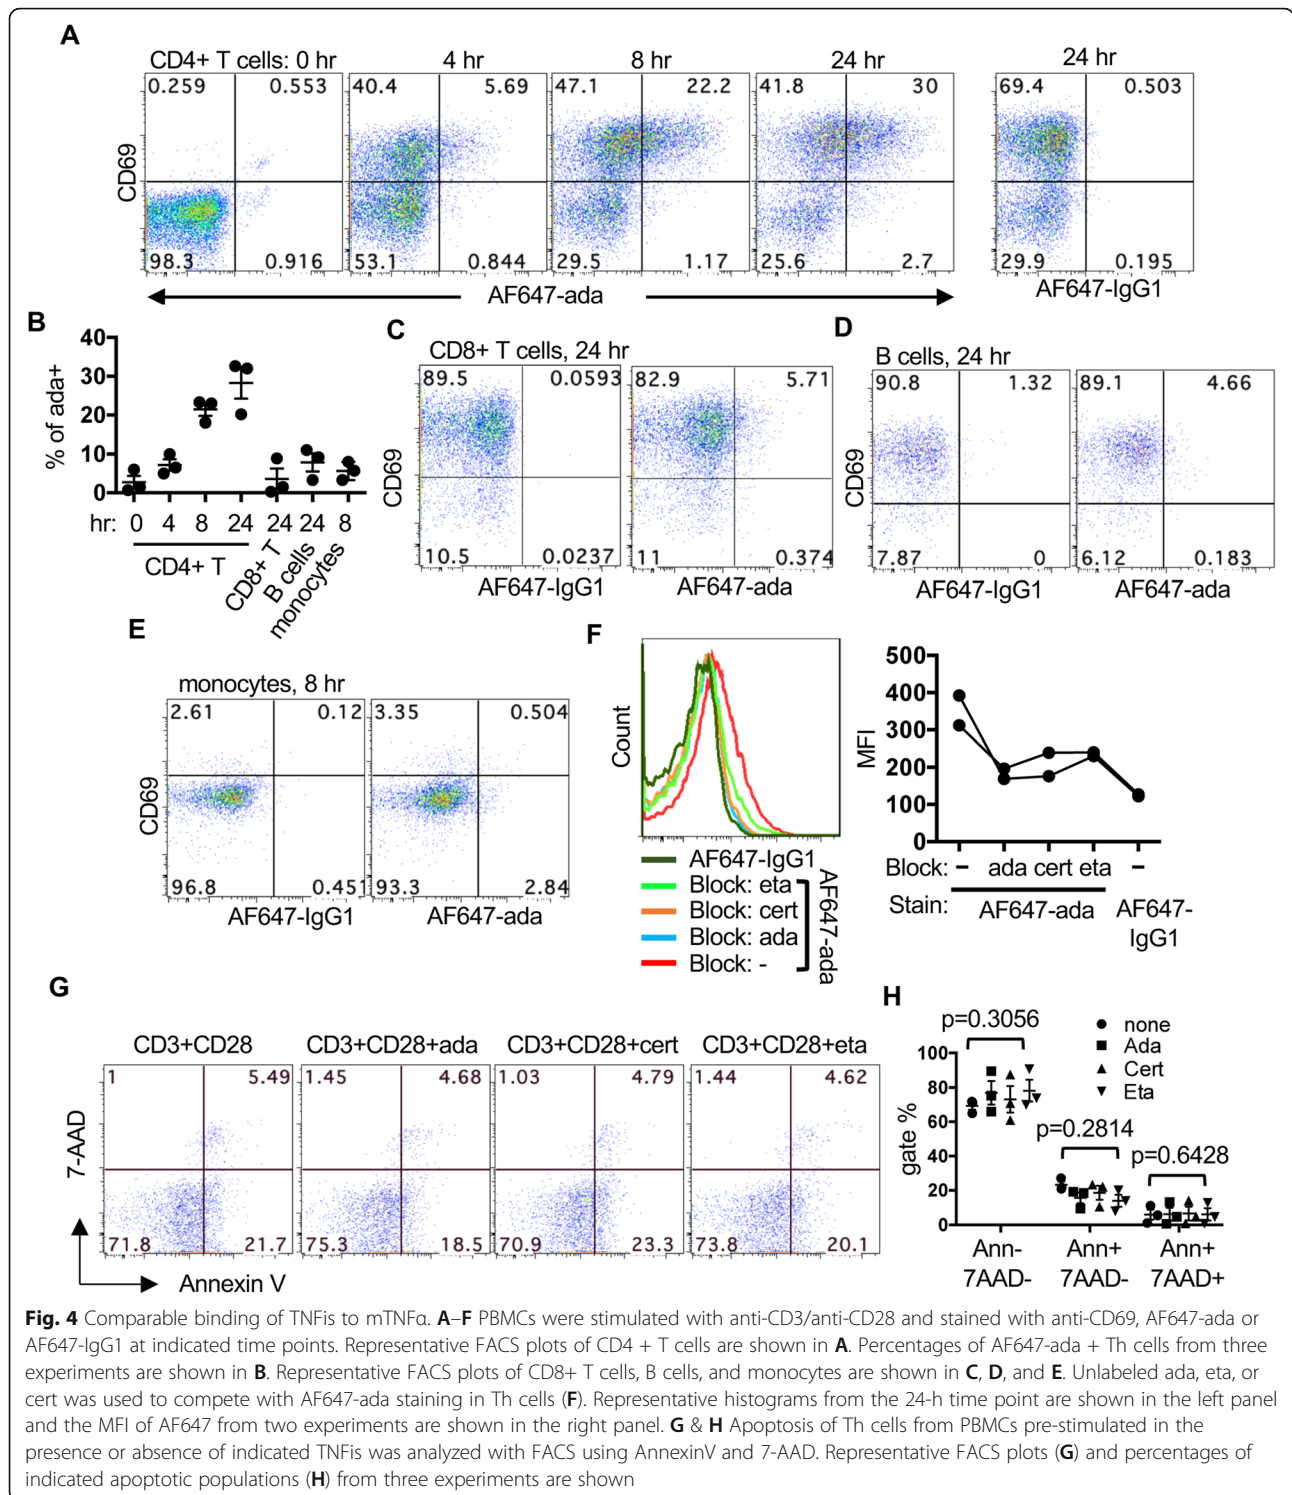 A
CD4+ T cells: 0 hr
4 hr
8 hr
24 hr
24 hr
0.259 0.553
40.4 5.69
47.1 22.2
41.8 30
69.4 0.503
CD69
98.3 0.916
53.1 0.844
29.5 1.17
25.6 2.7
29.9 0.195
AF647-ada
AF647-IgG1
B
% of ada+
40
30
20
10
0
hr: 0 4 8 24 24 24 8
CD4+ T
CD8+ T
B cells
monocytes
C
CD8+ T cells, 24 hr
89.5 0.0593
82.9 5.71
CD69
10.5 0.0237
11 0.374
AF647-IgG1
AF647-ada
D
B cells, 24 hr
90.8 1.32
89.1 4.66
CD69
7.87 0
6.12 0.183
AF647-IgG1
AF647-ada
E
monocytes, 8 hr
2.61 0.12
3.35 0.504
CD69
96.8 0.451
93.3 2.84
AF647-IgG1
AF647-ada
F
Count
AF647-IgG1
Block: eta
Block: cert
Block: ada
Block: -
AF647-ada
MFI
500
400
300
200
100
0
Block: – ada cert eta –
Stain: AF647-ada
AF647-
IgG1
G
CD3+CD28
CD3+CD28+ada
CD3+CD28+cert
CD3+CD28+eta
1 5.49
1.45 4.68
1.03 4.79
1.44 4.62
7-AAD
71.8 21.7
75.3 18.5
70.9 23.3
73.8 20.1
Annexin V
H
p=0.3056
none
Ada
Cert
Eta
p=0.2814
p=0.6428
gate %
100
80
60
40
20
0
Ann-
7AAD-
Ann+
7AAD-
Ann+
7AAD+
Fig. 4 Comparable binding of TNFis to mTNFα. A–F PBMCs were stimulated with anti-CD3/anti-CD28 and stained with anti-CD69, AF647-ada or
AF647-IgG1 at indicated time points. Representative FACS plots of CD4 + T cells are shown in A. Percentages of AF647-ada + Th cells from three
experiments are shown in B. Representative FACS plots of CD8+ T cells, B cells, and monocytes are shown in C, D, and E. Unlabeled ada, eta, or
cert was used to compete with AF647-ada staining in Th cells (F). Representative histograms from the 24-h time point are shown in the left panel
and the MFI of AF647 from two experiments are shown in the right panel. G & H Apoptosis of Th cells from PBMCs pre-stimulated in the
presence or absence of indicated TNFis was analyzed with FACS using AnnexinV and 7-AAD. Representative FACS plots (G) and percentages of
indicated apoptotic populations (H) from three experiments are shown